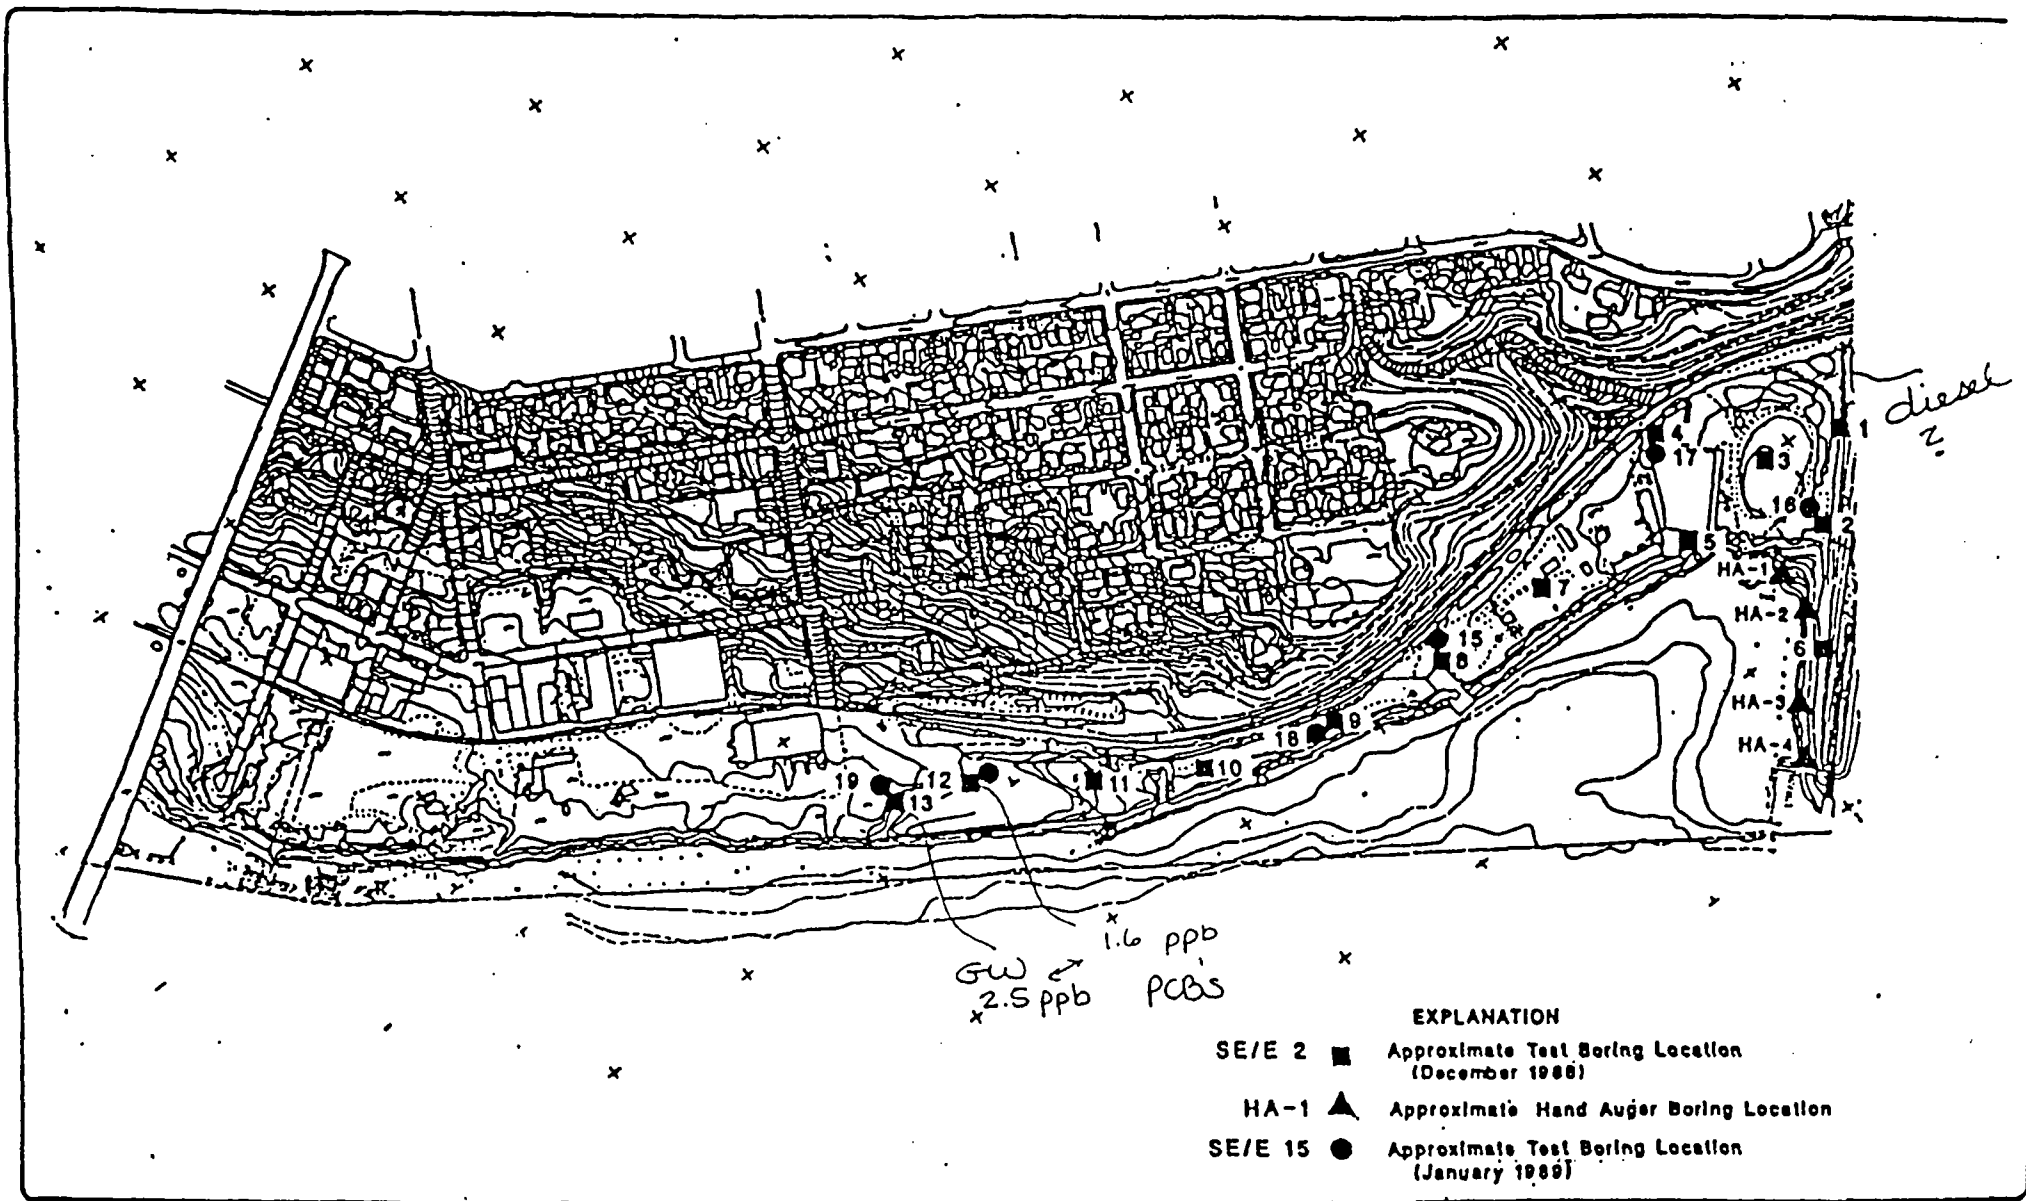 diesel
?
4
17
3
1
16
2
5
HA-1
7
HA-2
15
8
6
HA-3
9
18
HA-4
19
12
11
10
13
1.6 ppb
GW
2.5 ppb PCBS
EXPLANATION
SE/E 2 Approximate Test Boring Location
(December 1988)
HA-1 Approximate Hand Auger Boring Location
SE/E 15 Approximate Test Boring Location
(January 1989)